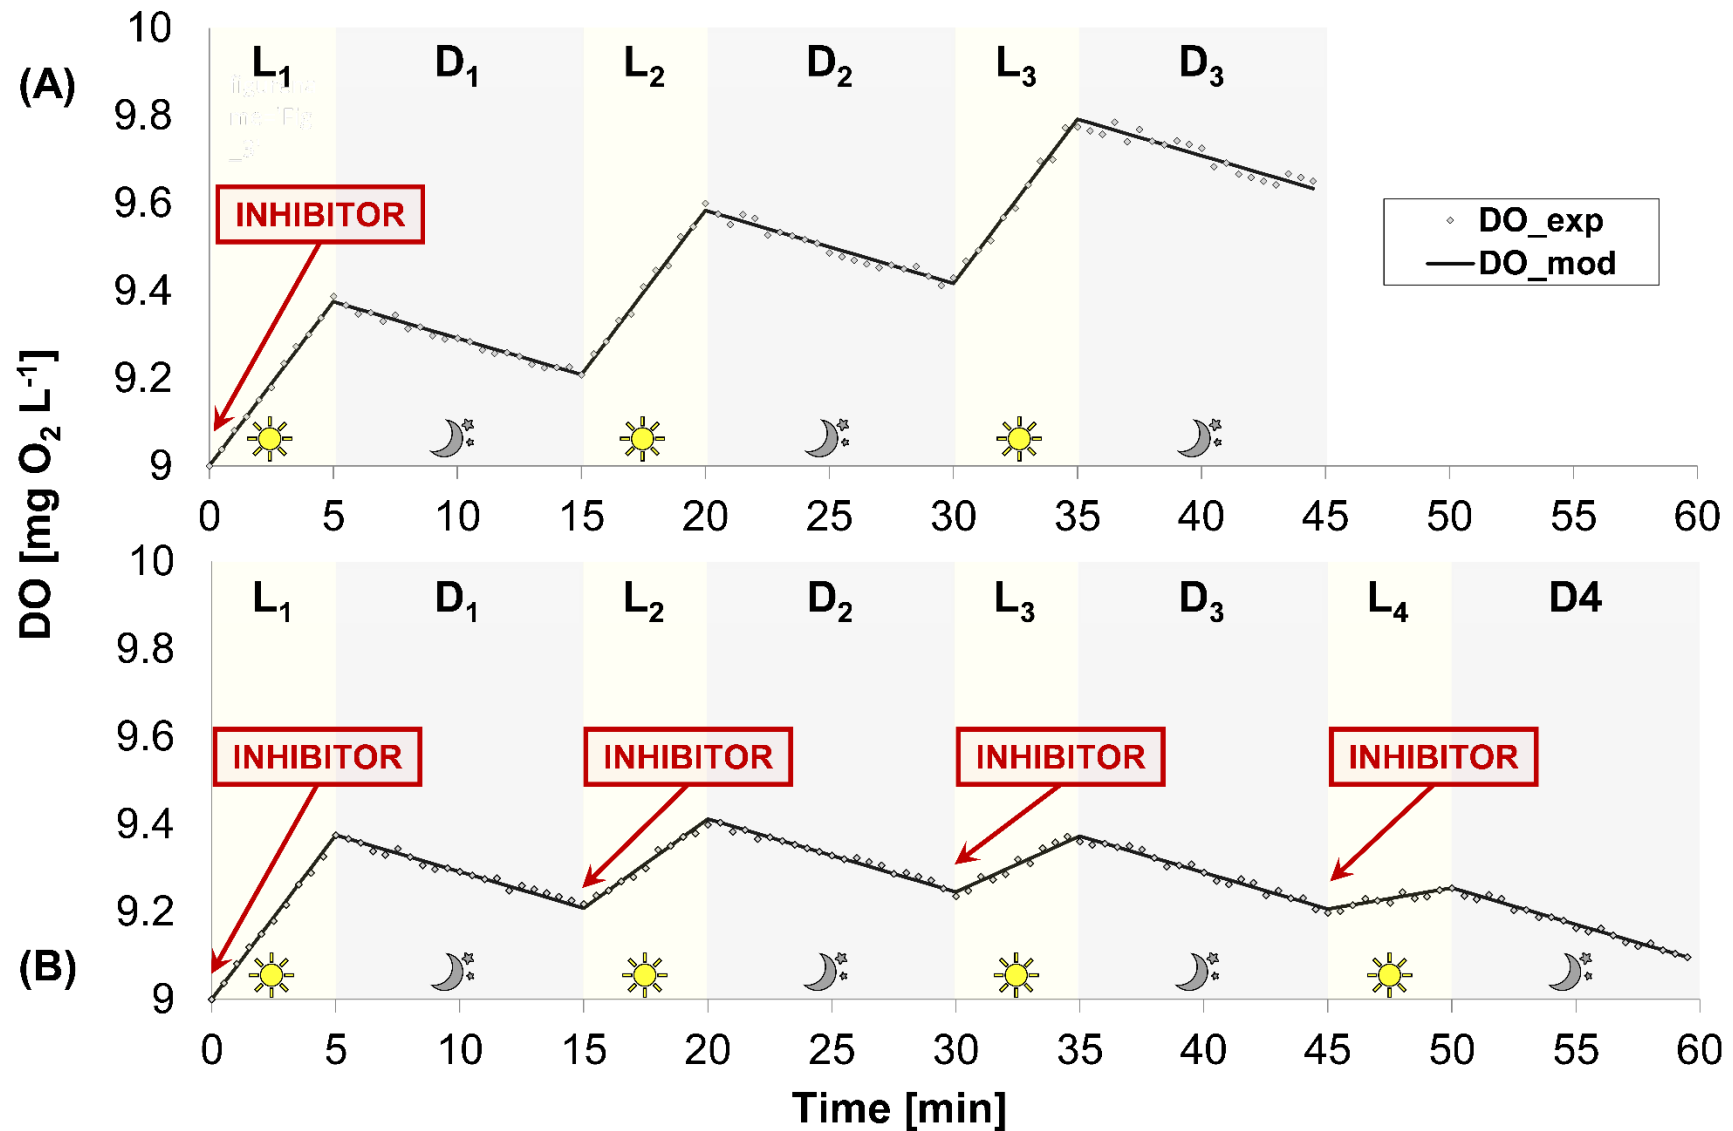 (A)
L1 D1 L2 D2 L3 D3
10
9.8
9.6
9.4
9.2
9
INHIBITOR
DO_exp
DO_mod
0 5 10 15 20 25 30 35 40 45 50 55 60
DO [mg O2 L-1]
(B)
L1 D1 L2 D2 L3 D3 L4 D4
10
9.8
9.6
9.4
9.2
9
INHIBITOR INHIBITOR INHIBITOR INHIBITOR
0 5 10 15 20 25 30 35 40 45 50 55 60
Time [min]